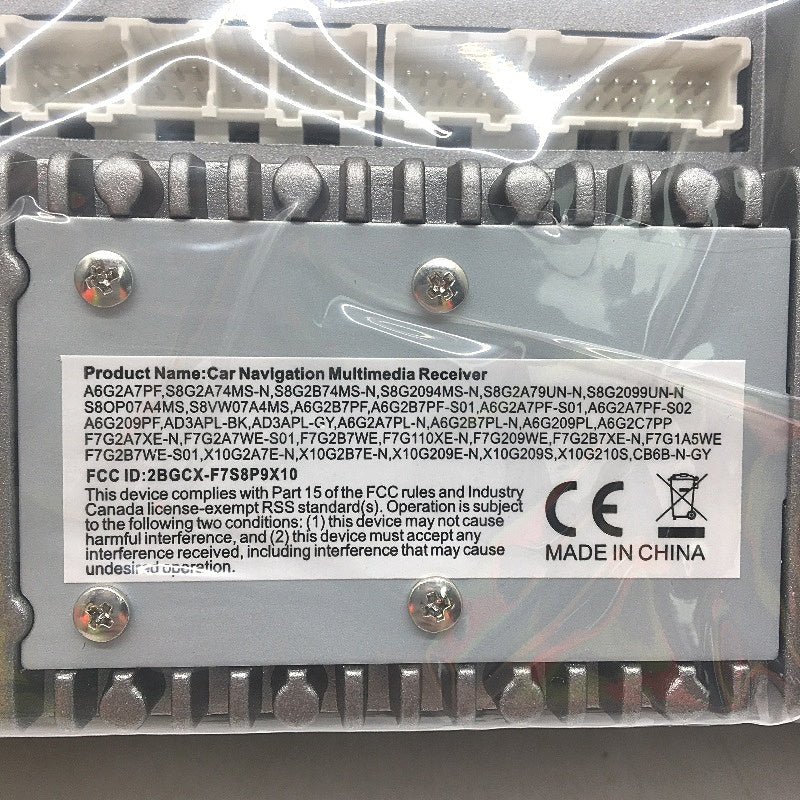 Product Name:Car Navigation Multimedia Receiver
A6G2A7PF,S8G2A74MS-N,S8G2B74MS-N,S8G2094MS-N,S8G2A79UN-N,S8G2099UN-N
S8OP07A4MS,S8VW07A4MS,A6G2B7PF,A6G2B7PF-S01,A6G2A7PF-S01,A6G2A7PF-S02
A6G209PF,AD3APL-BK,AD3APL-GY,A6G2A7PL-N,A6G2B7PL-N,A6G209PL,A6G2C7PP
F7G2A7XE-N,F7G2A7WE-S01,F7G2B7WE,F7G110XE-N,F7G209WE,F7G2B7XE-N,F7G1A5WE
F7G2B7WE-S01,X10G2A7E-N,X10G2B7E-N,X10G209E-N,X10G209S,X10G210S,CB6B-N-GY
FCC ID:2BGCX-F7S8P9X10
This device complies with Part 15 of the FCC rules and Industry
Canada license-exempt RSS standard(s). Operation is subject
to the following two conditions: (1) this device may not cause
harmful interference, and (2) this device must accept any
interference received, including interference that may cause
undesired operation.
CE
MADE IN CHINA